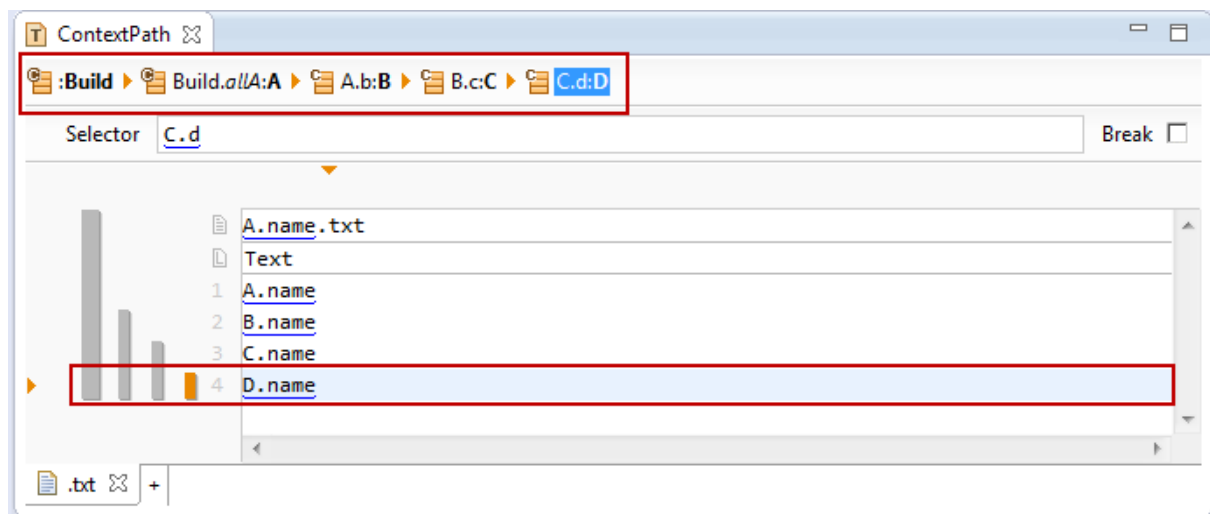 ContextPath
:Build Build.allA:A A.b:B B.c:C C.d:D
Selector C.d Break
A.name.txt
Text
1 A.name
2 B.name
3 C.name
4 D.name
.txt +